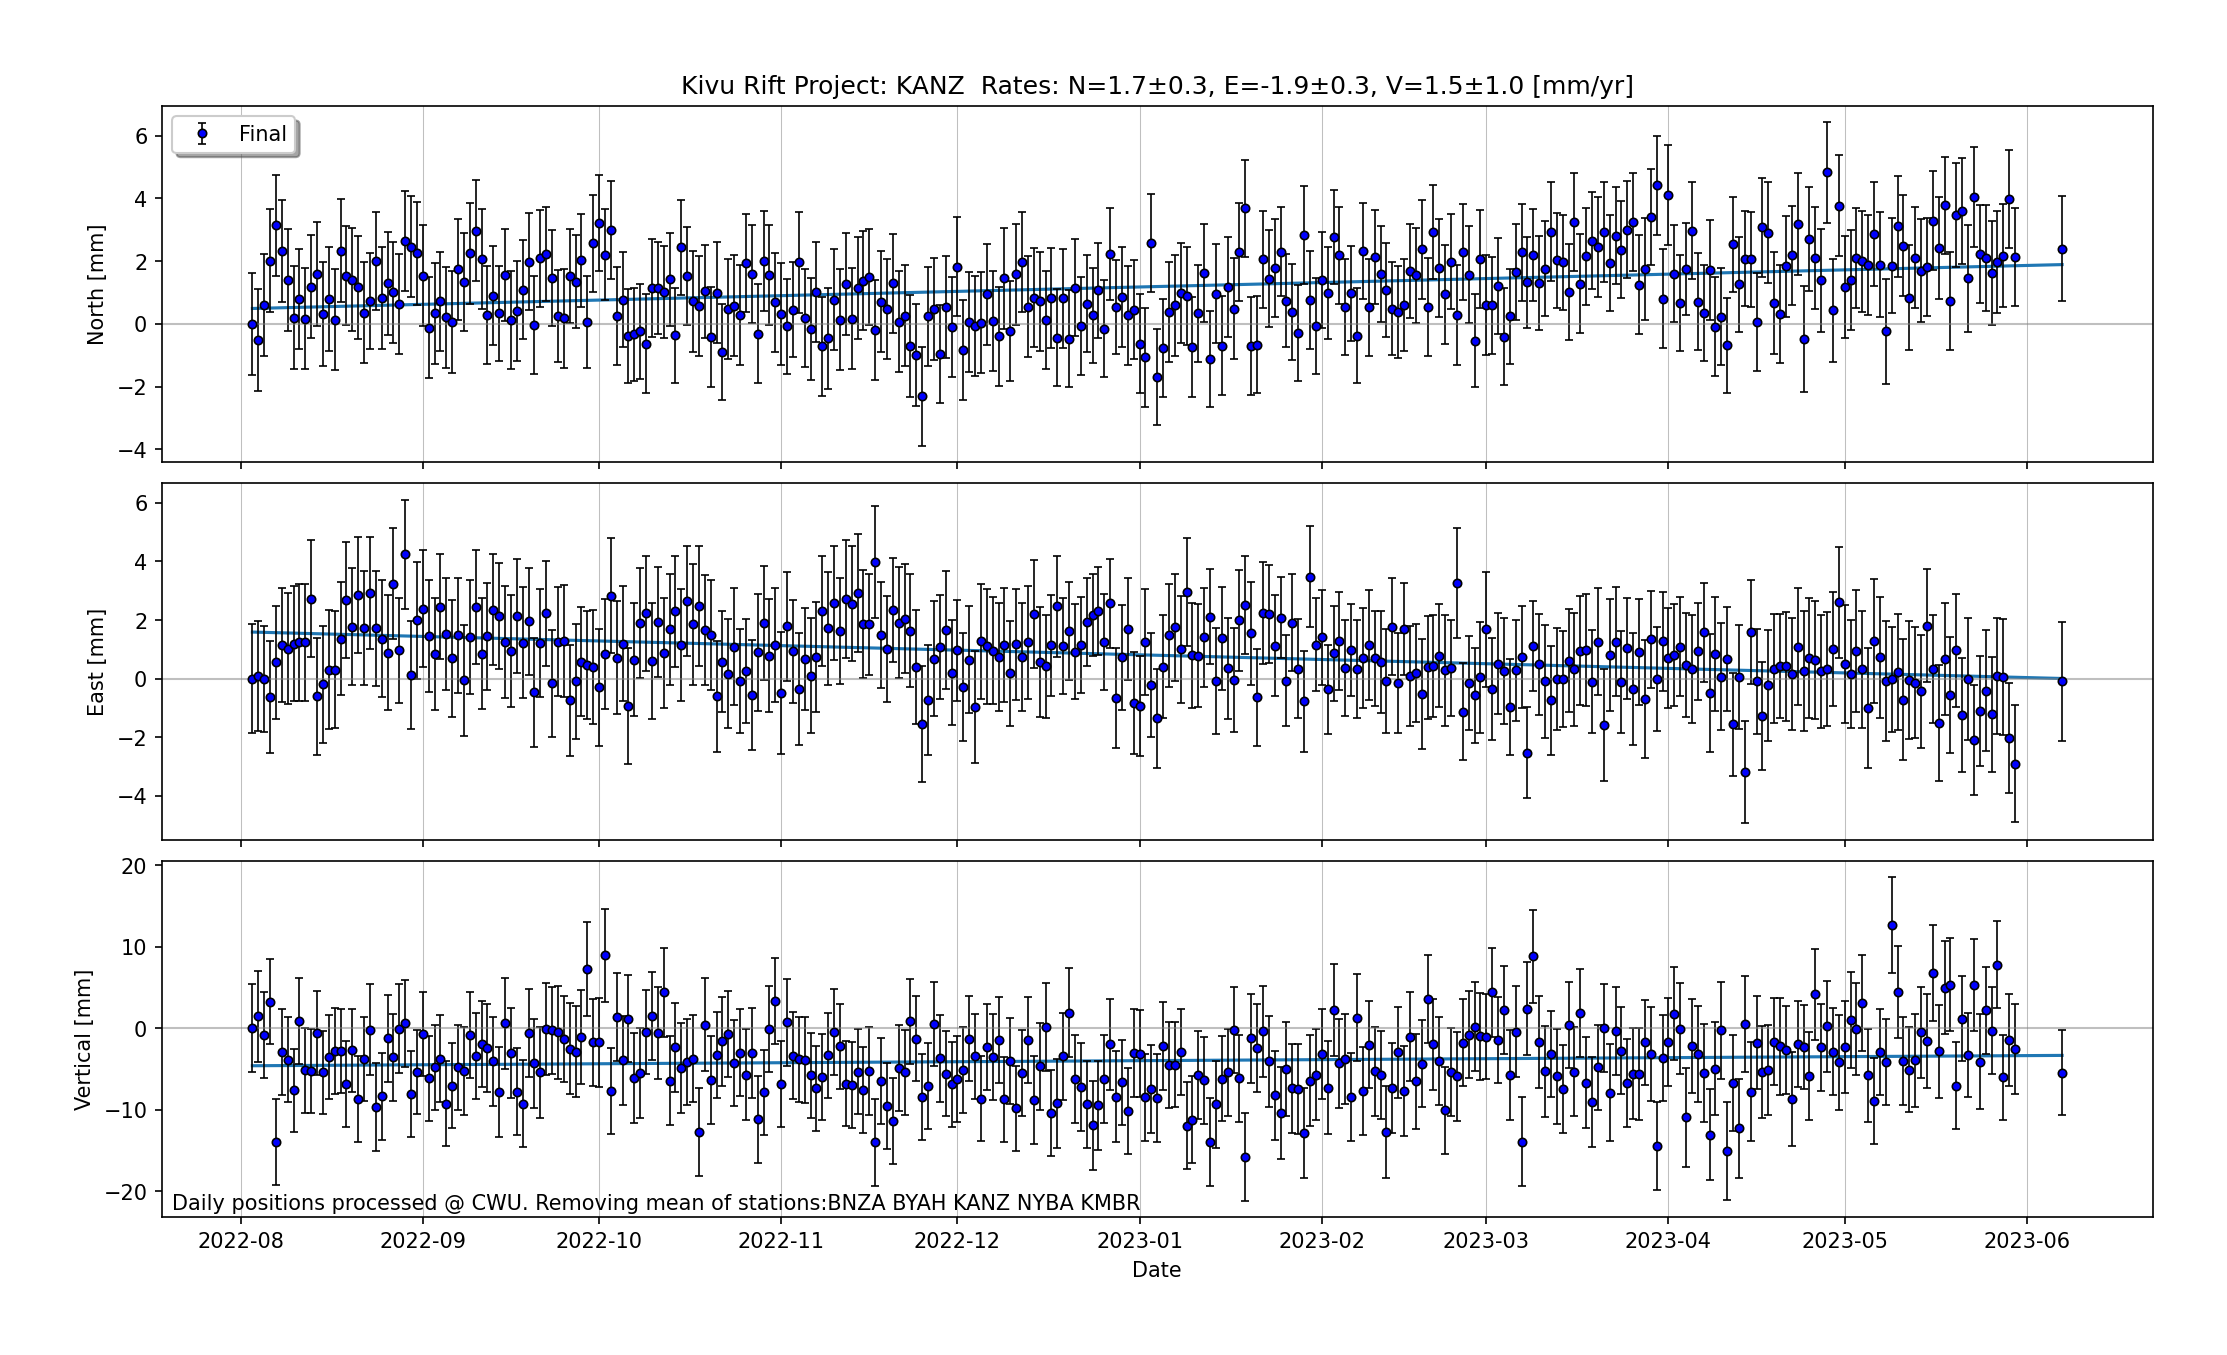 Kivu Rift Project: KANZ  Rates: N=1.7±0.3, E=-1.9±0.3, V=1.5±1.0 [mm/yr]
Final
North [mm]
6
4
2
0
−2
−4
East [mm]
6
4
2
0
−2
−4
Vertical [mm]
20
10
0
−10
−20
Daily positions processed @ CWU. Removing mean of stations:BNZA BYAH KANZ NYBA KMBR
2022-08 2022-09 2022-10 2022-11 2022-12 2023-01 2023-02 2023-03 2023-04 2023-05 2023-06
Date